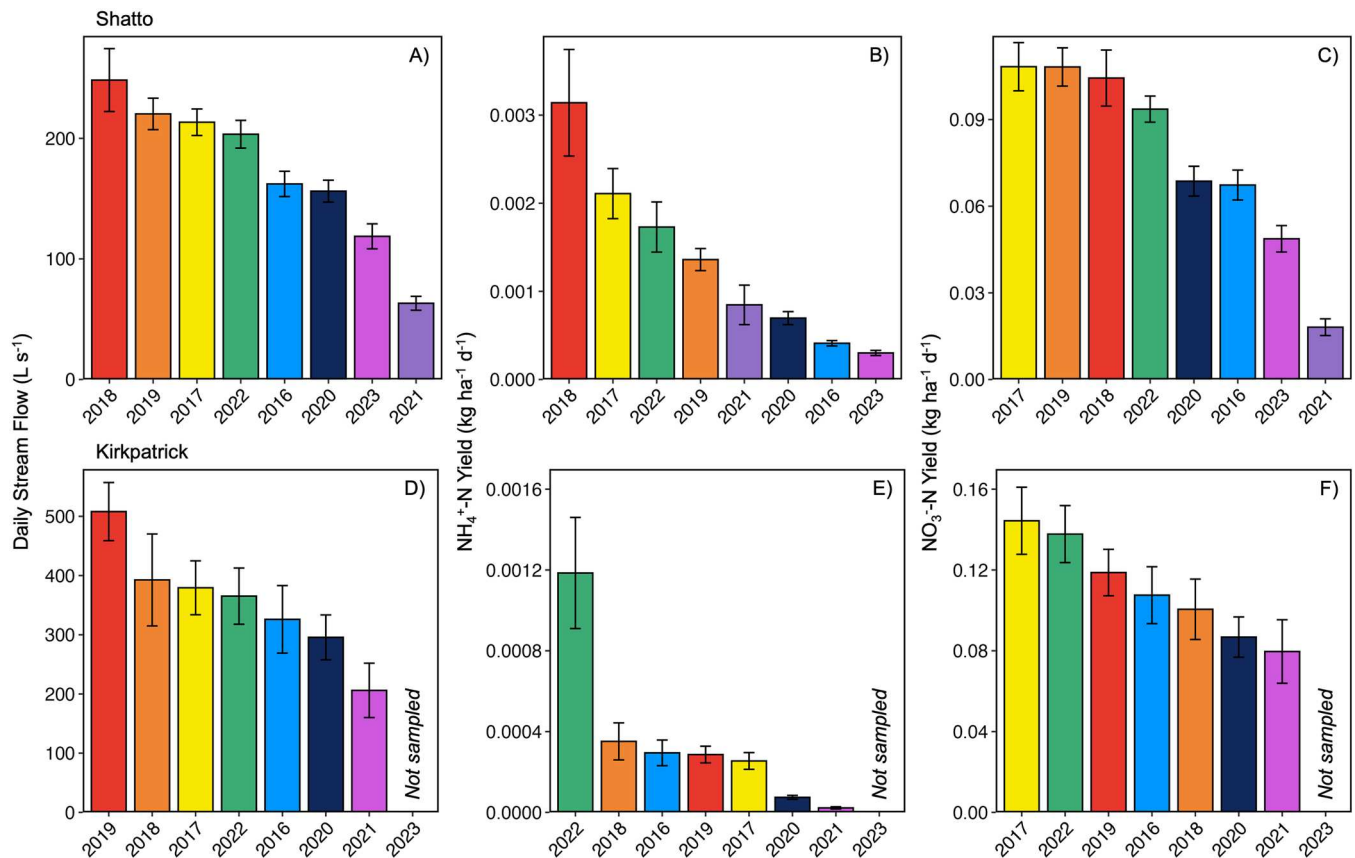 Shatto
A)
B)
C)
Daily Stream Flow (L s⁻¹)
200
100
0
2018 2019 2017 2022 2016 2020 2023 2021
NH₄⁺-N Yield (kg ha⁻¹ d⁻¹)
0.003
0.002
0.001
0.000
2018 2017 2022 2019 2021 2020 2016 2023
NO₃⁻-N Yield (kg ha⁻¹ d⁻¹)
0.09
0.06
0.03
0.00
2017 2019 2018 2022 2020 2016 2023 2021
Kirkpatrick
D)
E)
F)
500
400
300
200
100
0
Not sampled
2019 2018 2017 2022 2016 2020 2021 2023
0.0016
0.0012
0.0008
0.0004
0.0000
Not sampled
2022 2018 2016 2019 2017 2020 2021 2023
0.16
0.12
0.08
0.04
0.00
Not sampled
2017 2022 2019 2016 2018 2020 2021 2023